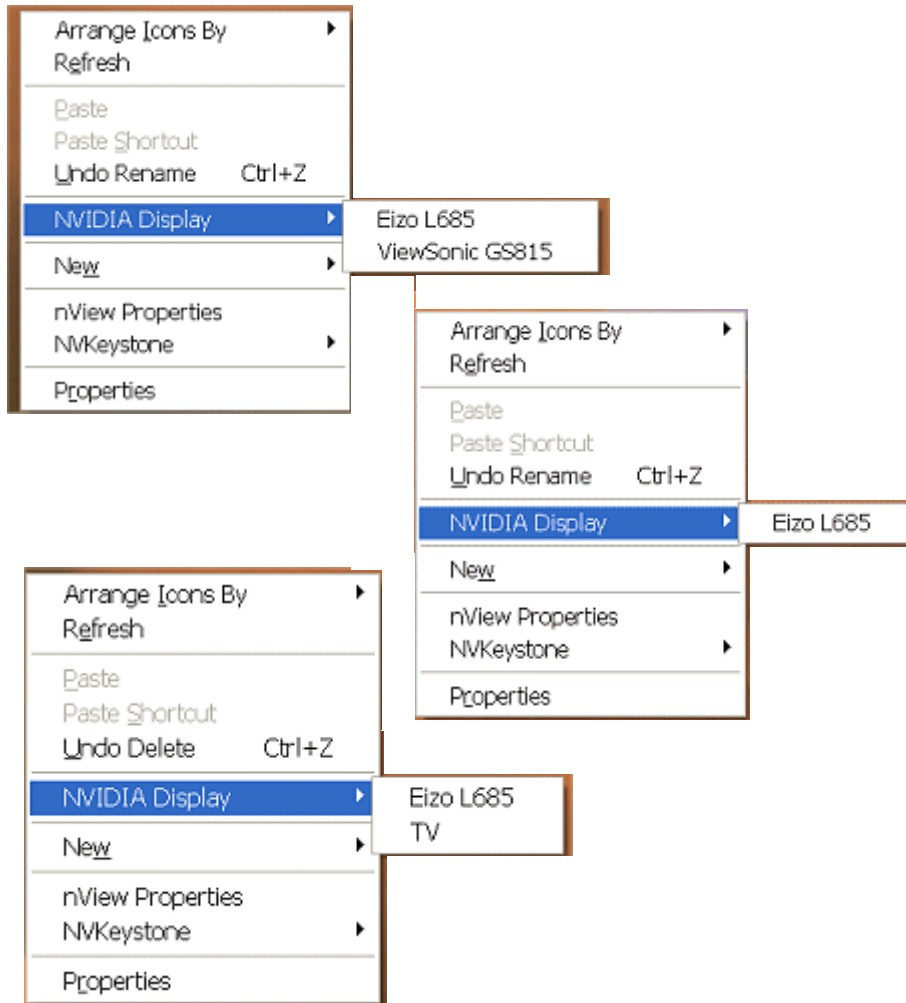 Arrange Icons By
Refresh
Paste
Paste Shortcut
Undo Rename Ctrl+Z
NVIDIA Display
Eizo L685
ViewSonic GS815
New
nView Properties
NVKeystone
Properties
Arrange Icons By
Refresh
Paste
Paste Shortcut
Undo Rename Ctrl+Z
NVIDIA Display
Eizo L685
New
nView Properties
NVKeystone
Properties
Arrange Icons By
Refresh
Paste
Paste Shortcut
Undo Delete Ctrl+Z
NVIDIA Display
Eizo L685
TV
New
nView Properties
NVKeystone
Properties